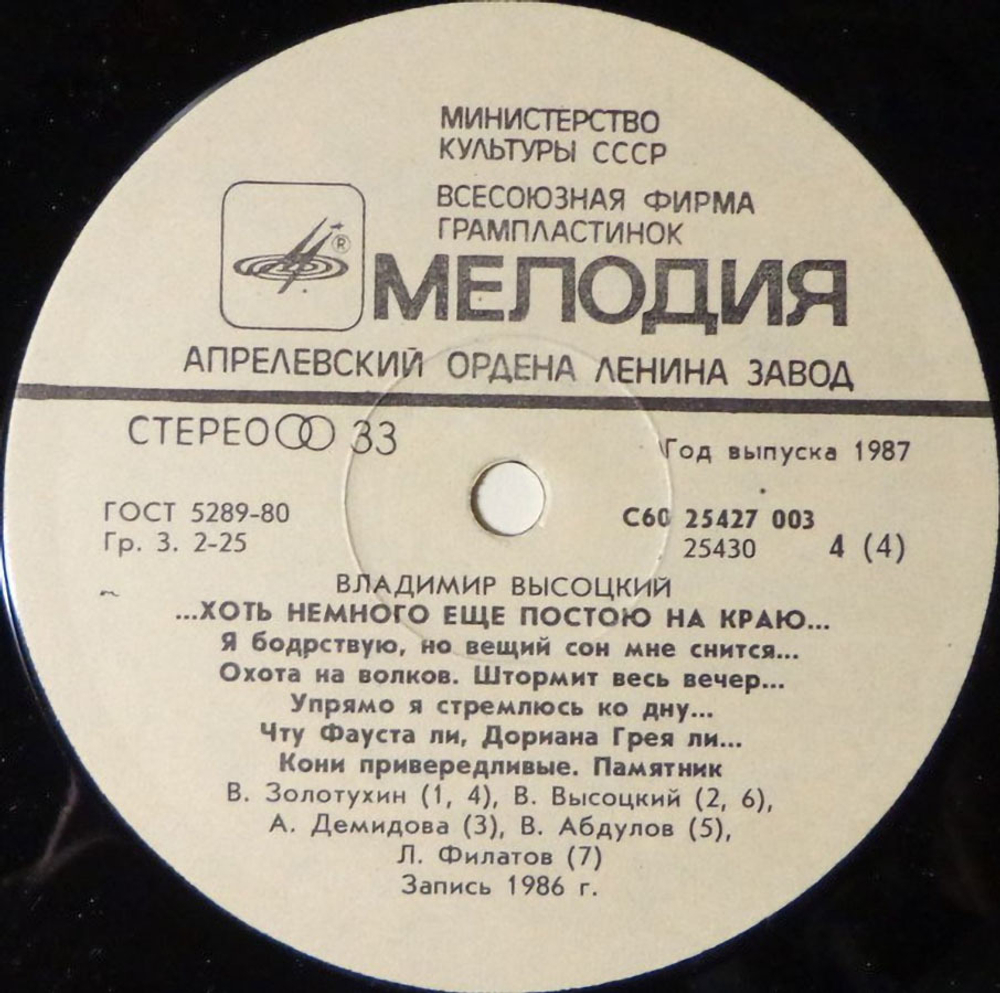 МИНИСТЕРСТВО
КУЛЬТУРЫ СССР
ВСЕСОЮЗНАЯ ФИРМА
ГРАМПЛАСТИНОК
®
МЕЛОДИЯ
АПРЕЛЕВСКИЙ ОРДЕНА ЛЕНИНА ЗАВОД
СТЕРЕО 33
Год выпуска 1987
ГОСТ 5289-80
Гр. 3. 2-25
С60 25427 003
25430 4 (4)
ВЛАДИМИР ВЫСОЦКИЙ
...ХОТЬ НЕМНОГО ЕЩЕ ПОСТОЮ НА КРАЮ...
Я бодрствую, но вещий сон мне снится...
Охота на волков. Штормит весь вечер...
Упрямо я стремлюсь ко дну...
Чту Фауста ли, Дориана Грея ли...
Кони привередливые. Памятник
В. Золотухин (1, 4), В. Высоцкий (2, 6),
А. Демидова (3), В. Абдулов (5),
Л. Филатов (7)
Запись 1986 г.